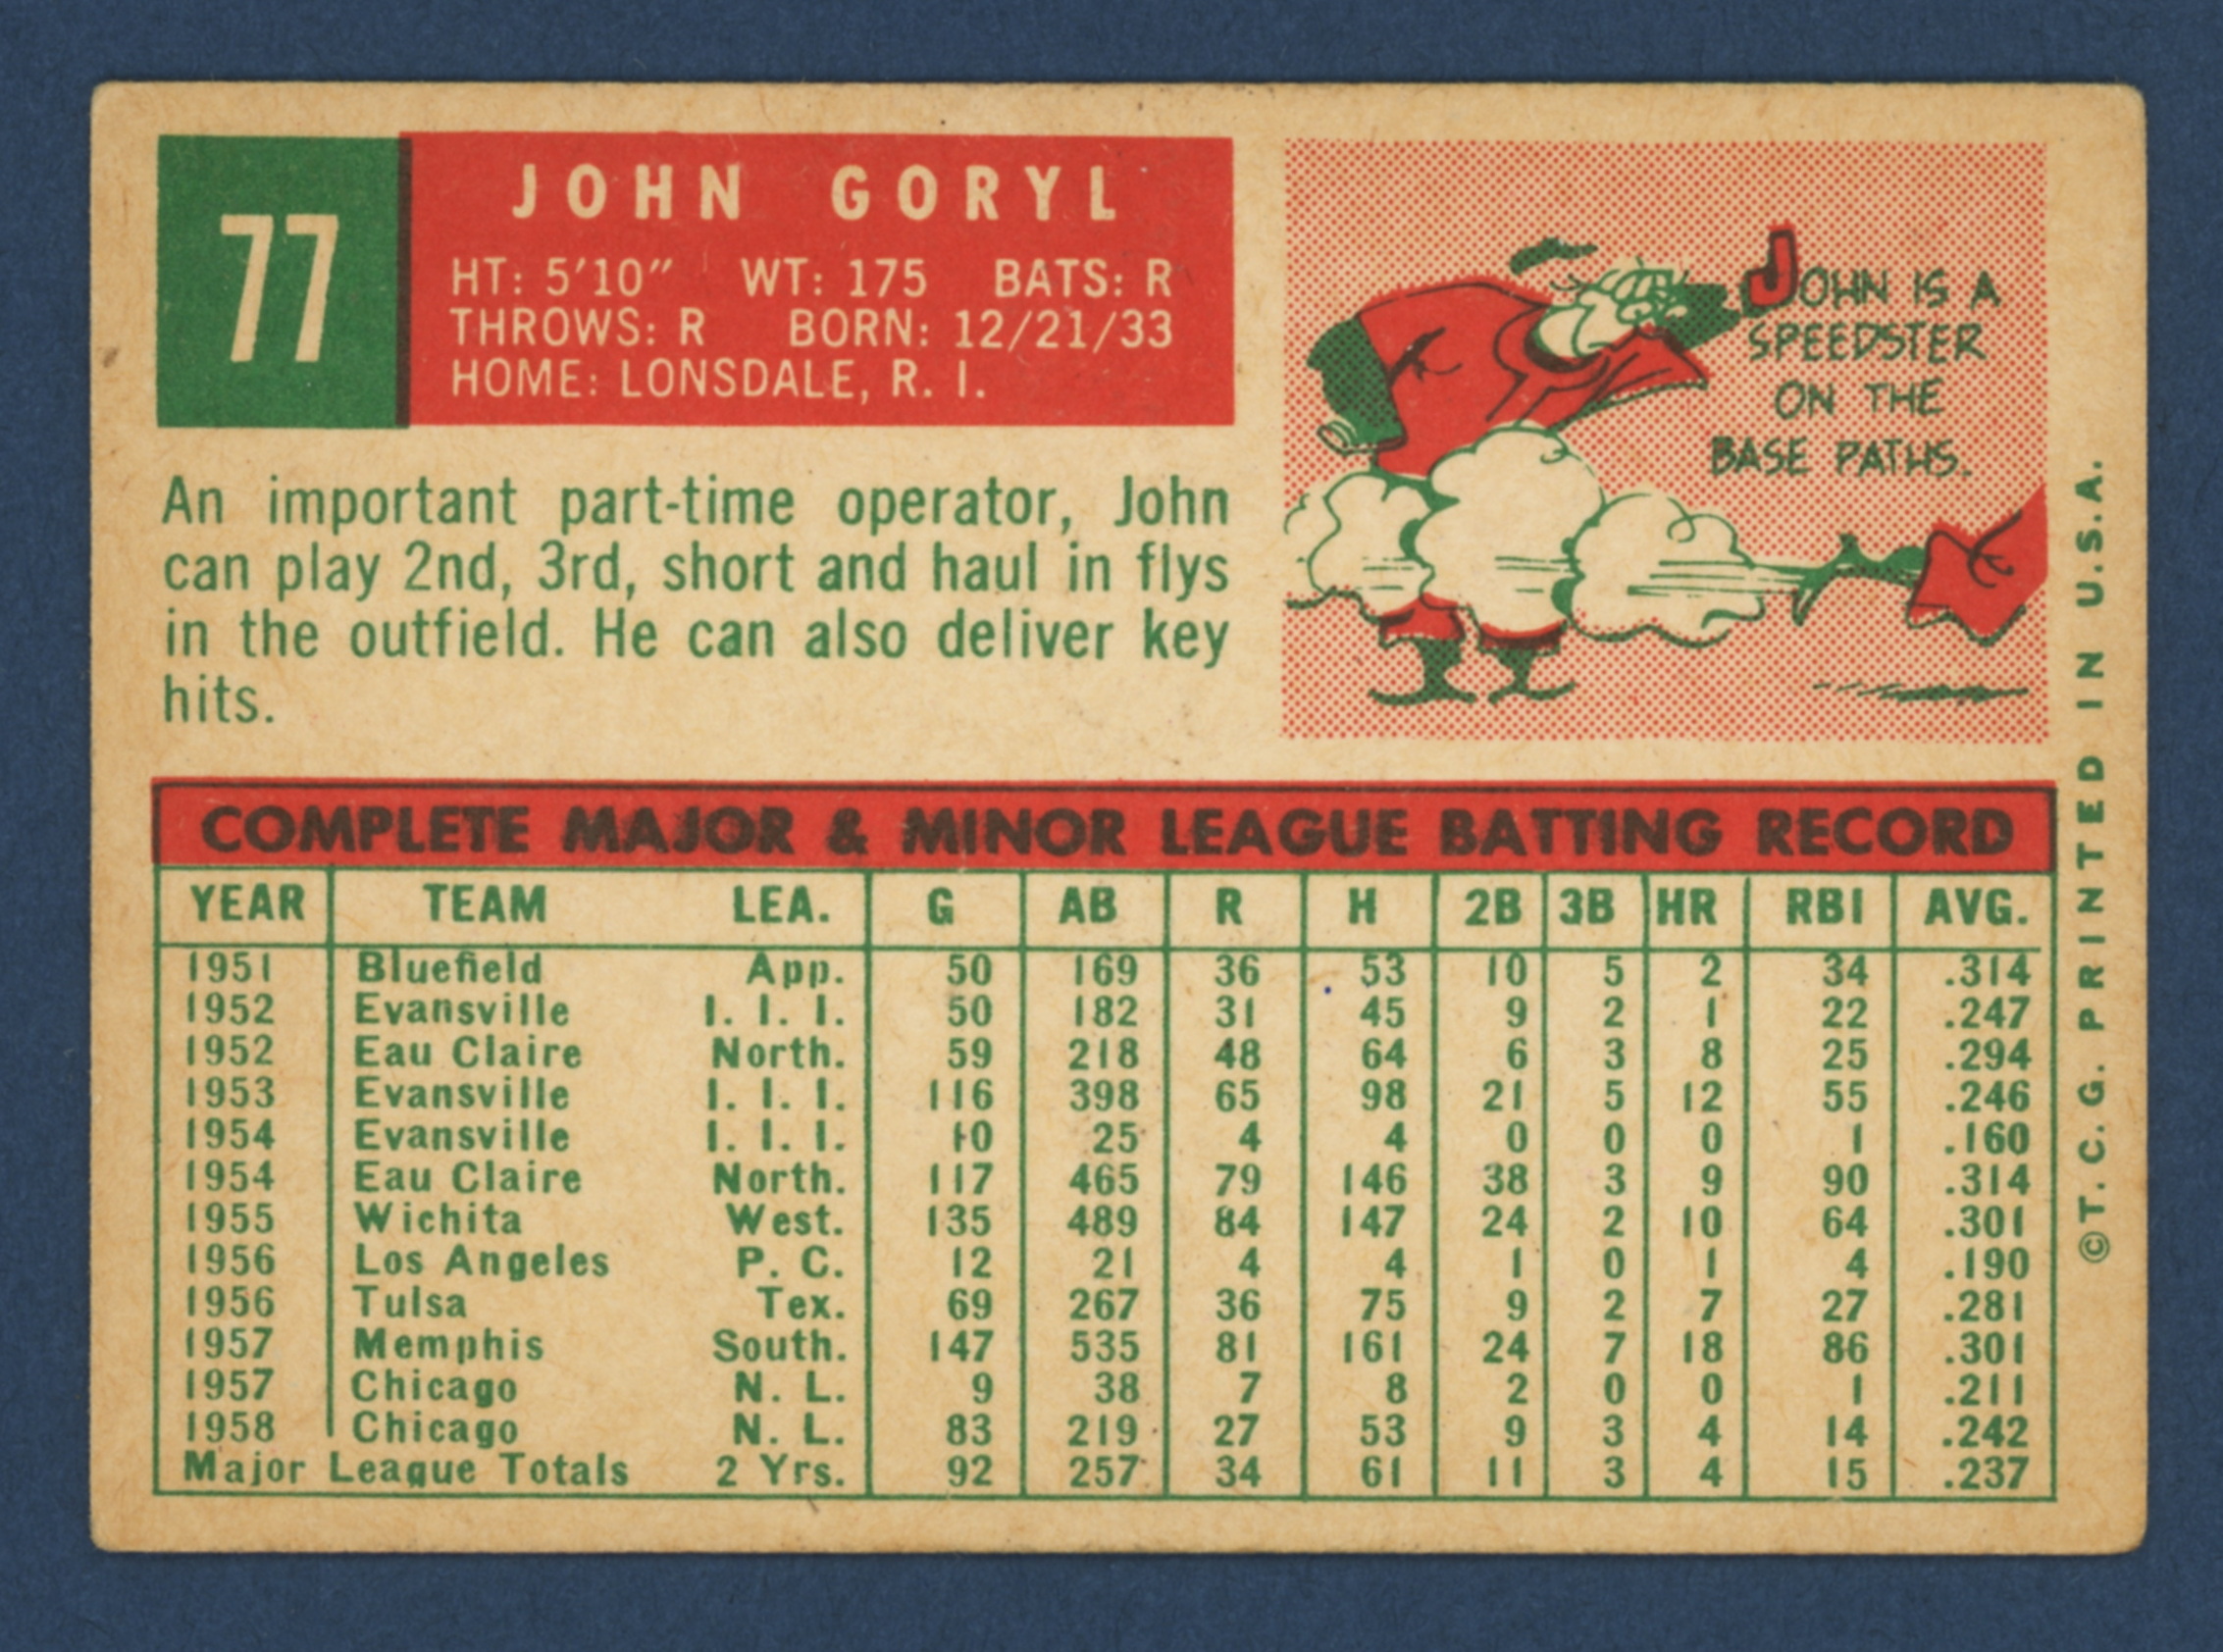 77
JOHN GORYL
HT: 5'10" WT: 175 BATS: R
THROWS: R BORN: 12/21/33
HOME: LONSDALE, R. I.
JOHN IS A
SPEEDSTER
ON THE
BASE PATHS.
An important part-time operator, John
can play 2nd, 3rd, short and haul in flys
in the outfield. He can also deliver key
hits.
COMPLETE MAJOR & MINOR LEAGUE BATTING RECORD
YEAR TEAM LEA. G AB R H 2B 3B HR RBI AVG.
1951 Bluefield App. 50 169 36 53 10 5 2 34 .314
1952 Evansville I. I. I. 50 182 31 45 9 2 1 22 .247
1952 Eau Claire North. 59 218 48 64 6 3 8 25 .294
1953 Evansville I. I. I. 116 398 65 98 21 5 12 55 .246
1954 Evansville I. I. I. 10 25 4 4 0 0 0 1 .160
1954 Eau Claire North. 117 465 79 146 38 3 9 90 .314
1955 Wichita West. 135 489 84 147 24 2 10 64 .301
1956 Los Angeles P. C. 12 21 4 4 1 0 1 4 .190
1956 Tulsa Tex. 69 267 36 75 9 2 7 27 .281
1957 Memphis South. 147 535 81 161 24 7 18 86 .301
1957 Chicago N. L. 9 38 7 8 2 0 0 1 .211
1958 Chicago N. L. 83 219 27 53 9 3 4 14 .242
Major League Totals 2 Yrs. 92 257 34 61 11 3 4 15 .237
©T. C. G. PRINTED IN U.S.A.